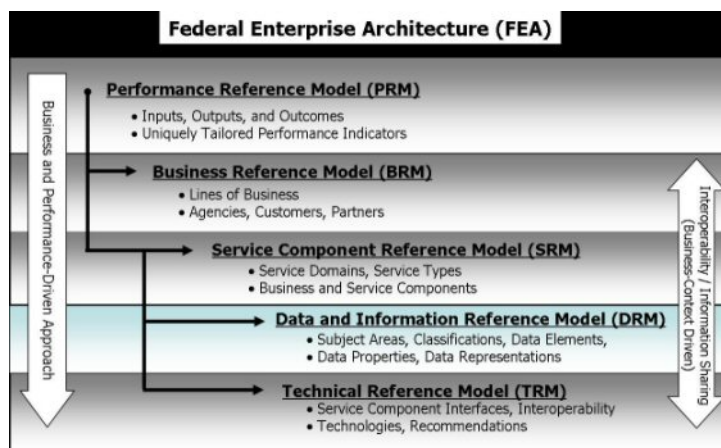 Federal Enterprise Architecture (FEA)
Business and Performance-Driven Approach
Performance Reference Model (PRM)
• Inputs, Outputs, and Outcomes
• Uniquely Tailored Performance Indicators
Business Reference Model (BRM)
• Lines of Business
• Agencies, Customers, Partners
Service Component Reference Model (SRM)
• Service Domains, Service Types
• Business and Service Components
Data and Information Reference Model (DRM)
• Subject Areas, Classifications, Data Elements,
• Data Properties, Data Representations
Technical Reference Model (TRM)
• Service Component Interfaces, Interoperability
• Technologies, Recommendations
Interoperability / Information Sharing
(Business-Context Driven)